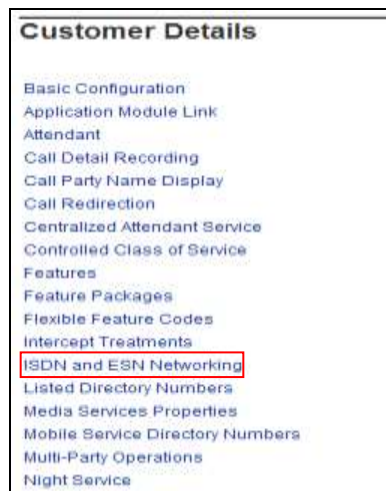 Customer Details
Basic Configuration
Application Module Link
Attendant
Call Detail Recording
Call Party Name Display
Call Redirection
Centralized Attendant Service
Controlled Class of Service
Features
Feature Packages
Flexible Feature Codes
Intercept Treatments
ISDN and ESN Networking
Listed Directory Numbers
Media Services Properties
Mobile Service Directory Numbers
Multi-Party Operations
Night Service